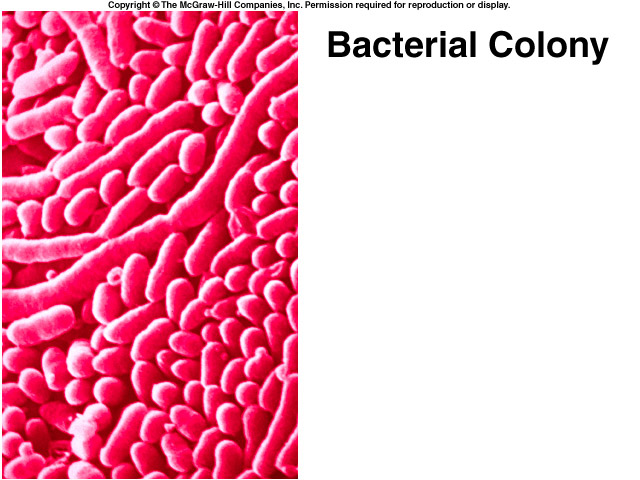 Copyright © The McGraw-Hill Companies, Inc. Permission required for reproduction or display.
Bacterial Colony